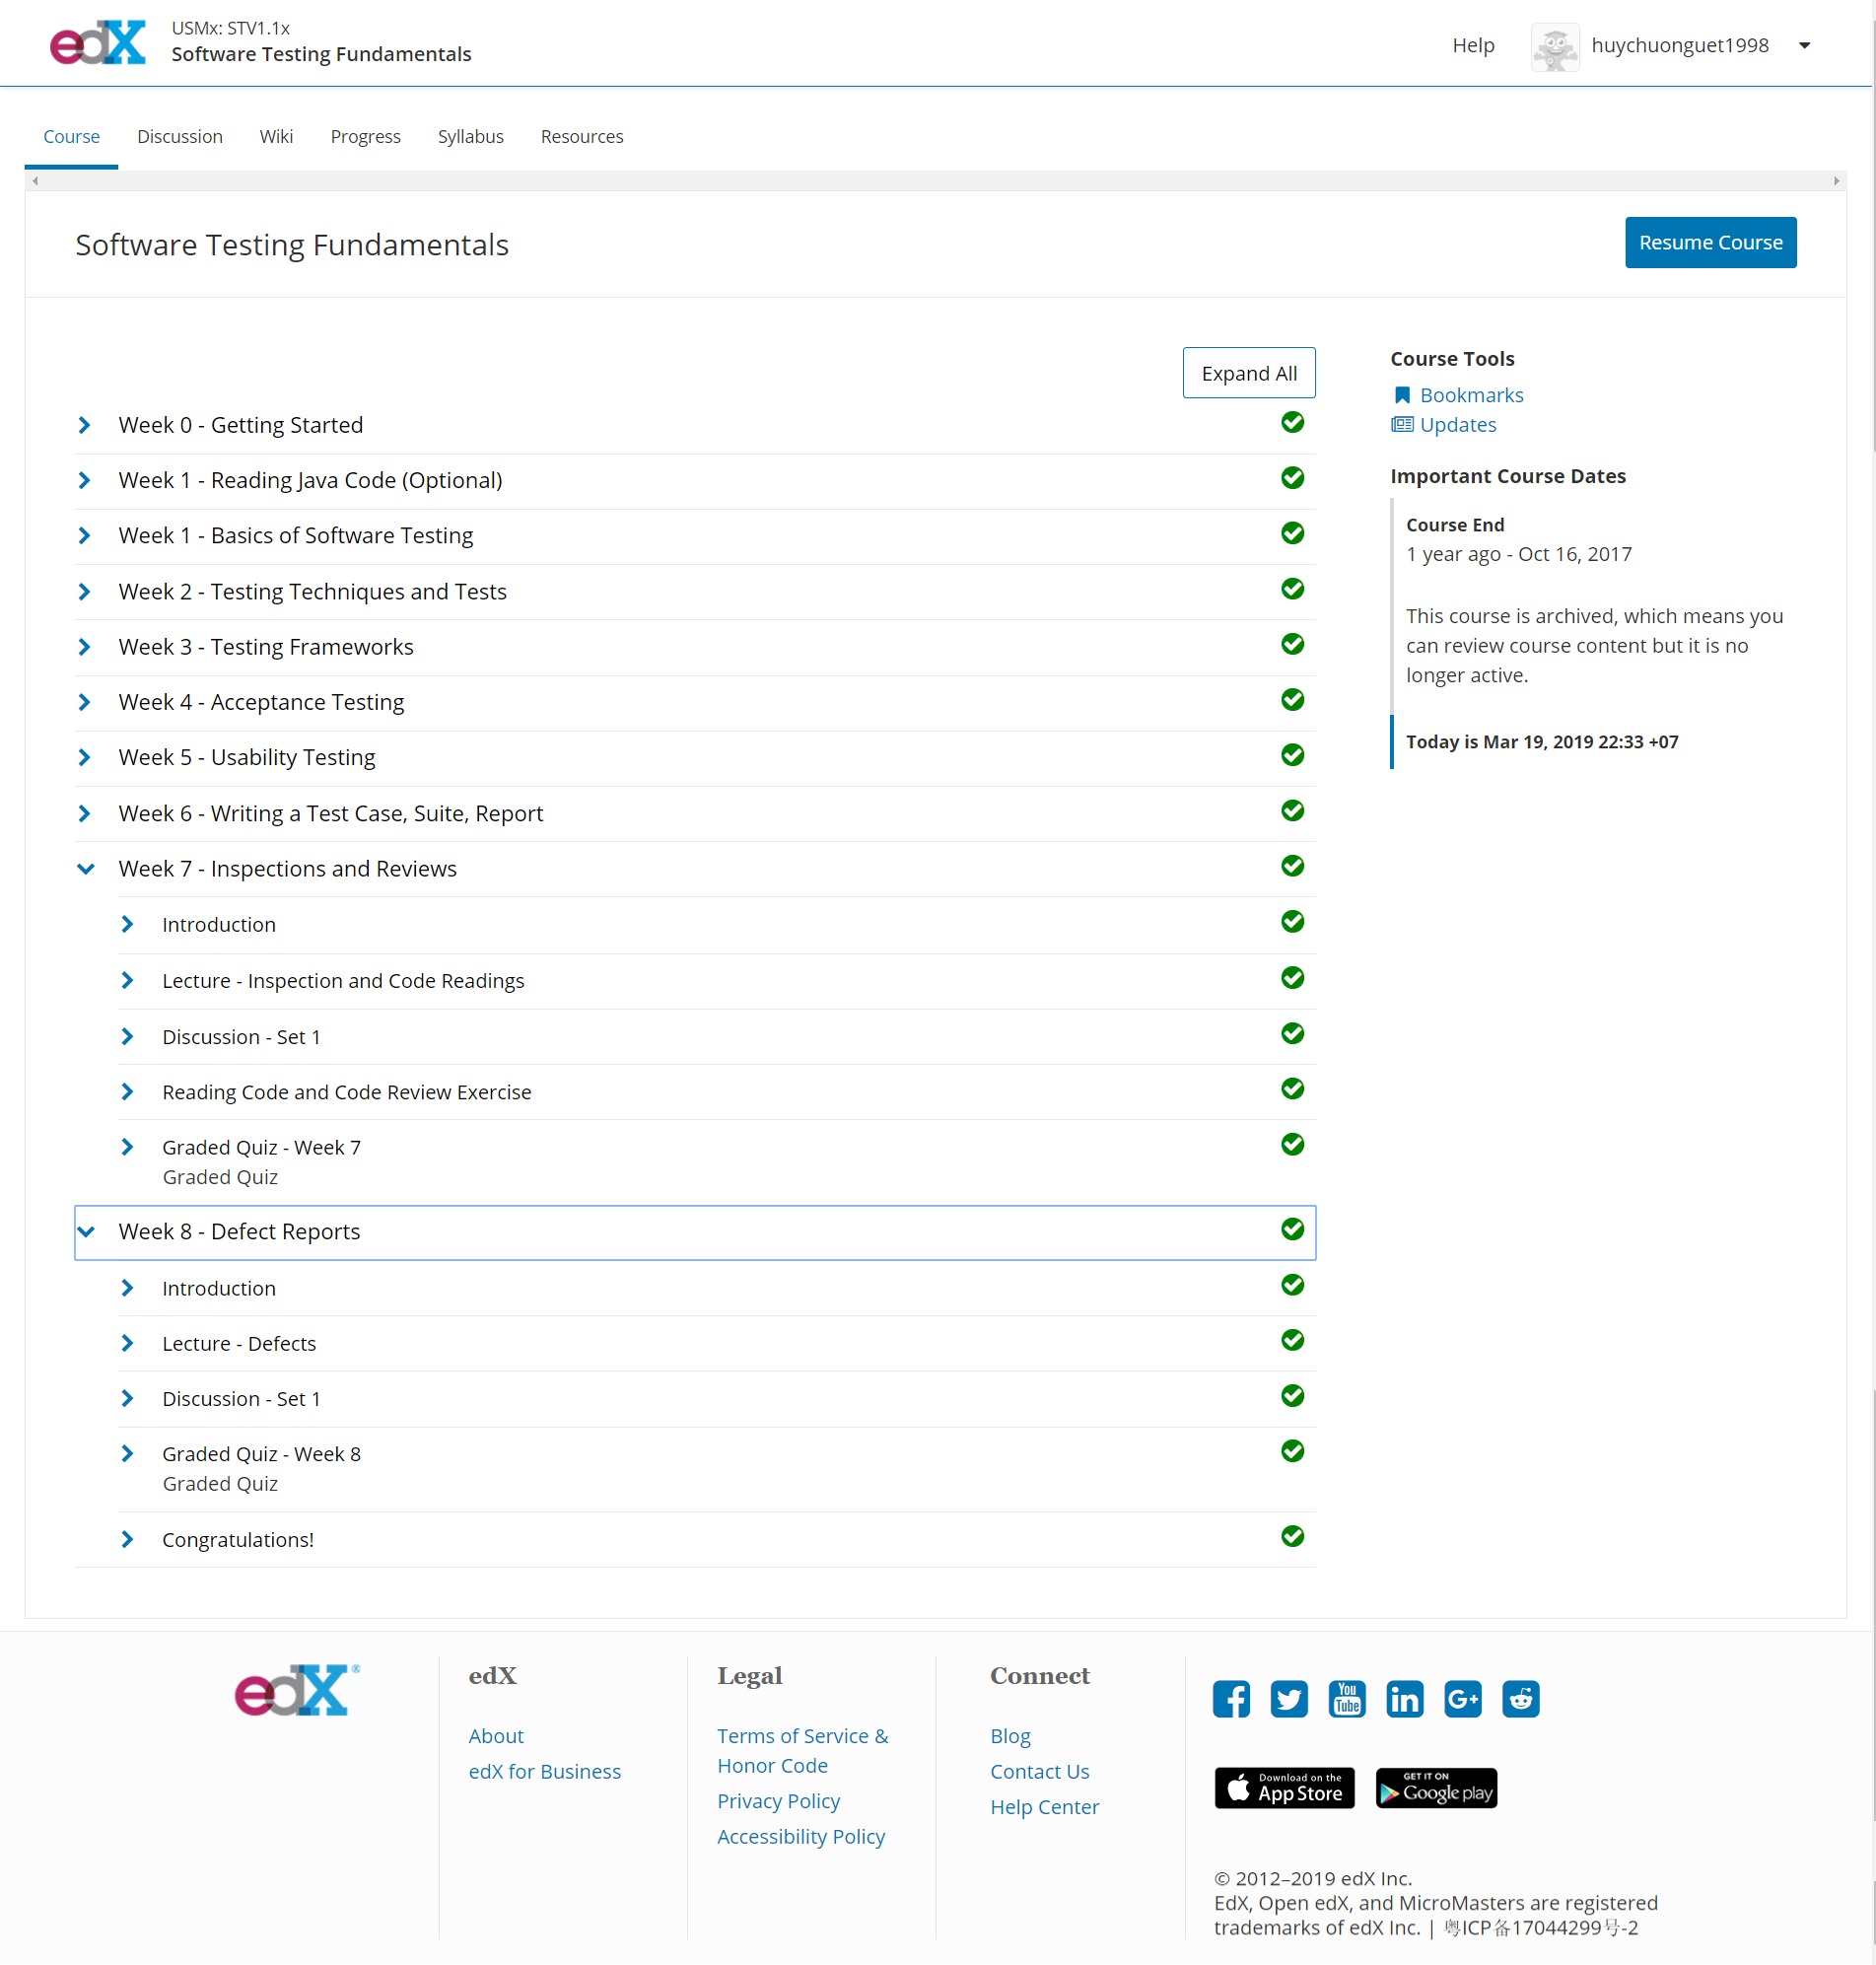 edX
USMx: STV1.1x
Software Testing Fundamentals
Help
huychuonguet1998
Course
Discussion
Wiki
Progress
Syllabus
Resources
Software Testing Fundamentals
Resume Course
Expand All
Week 0 - Getting Started
Week 1 - Reading Java Code (Optional)
Week 1 - Basics of Software Testing
Week 2 - Testing Techniques and Tests
Week 3 - Testing Frameworks
Week 4 - Acceptance Testing
Week 5 - Usability Testing
Week 6 - Writing a Test Case, Suite, Report
Week 7 - Inspections and Reviews
Introduction
Lecture - Inspection and Code Readings
Discussion - Set 1
Reading Code and Code Review Exercise
Graded Quiz - Week 7
Graded Quiz
Week 8 - Defect Reports
Introduction
Lecture - Defects
Discussion - Set 1
Graded Quiz - Week 8
Graded Quiz
Congratulations!
Course Tools
Bookmarks
Updates
Important Course Dates
Course End
1 year ago - Oct 16, 2017
This course is archived, which means you
can review course content but it is no
longer active.
Today is Mar 19, 2019 22:33 +07
edX®
edX
About
edX for Business
Legal
Terms of Service &
Honor Code
Privacy Policy
Accessibility Policy
Connect
Blog
Contact Us
Help Center
You
Tube
in
G+
Download on the
App Store
GET IT ON
Google play
© 2012–2019 edX Inc.
EdX, Open edX, and MicroMasters are registered
trademarks of edX Inc. | 粤ICP备17044299号-2